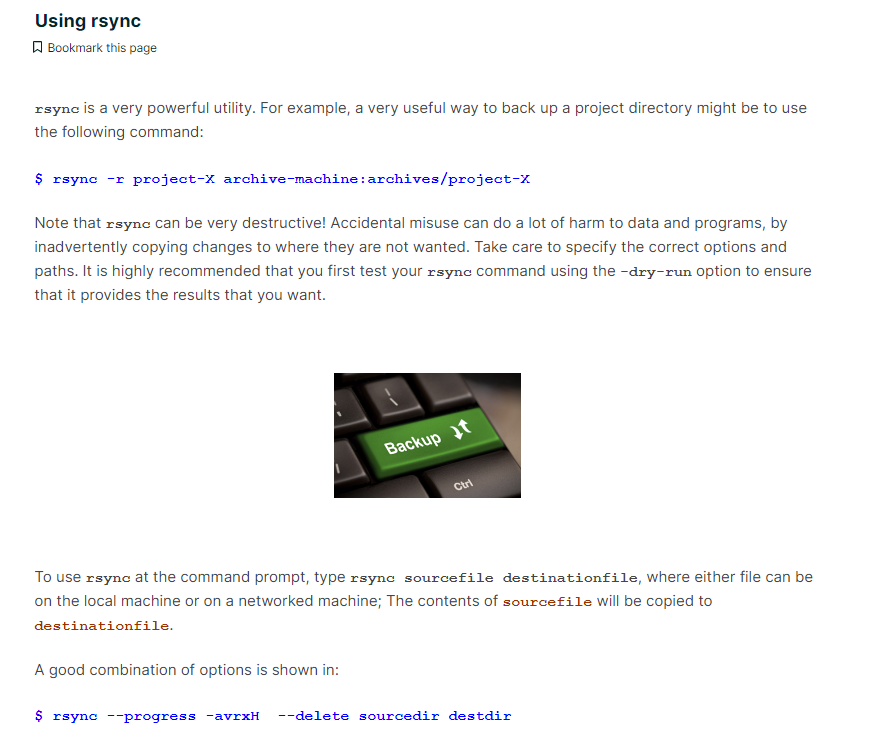 Using rsync
Bookmark this page
rsync is a very powerful utility. For example, a very useful way to back up a project directory might be to use
the following command:
$ rsync -r project-X archive-machine:archives/project-X
Note that rsync can be very destructive! Accidental misuse can do a lot of harm to data and programs, by
inadvertently copying changes to where they are not wanted. Take care to specify the correct options and
paths. It is highly recommended that you first test your rsync command using the -dry-run option to ensure
that it provides the results that you want.
Backup
Ctrl
To use rsync at the command prompt, type rsync sourcefile destinationfile, where either file can be
on the local machine or on a networked machine; The contents of sourcefile will be copied to
destinationfile.
A good combination of options is shown in:
$ rsync --progress -avrxH  --delete sourcedir destdir